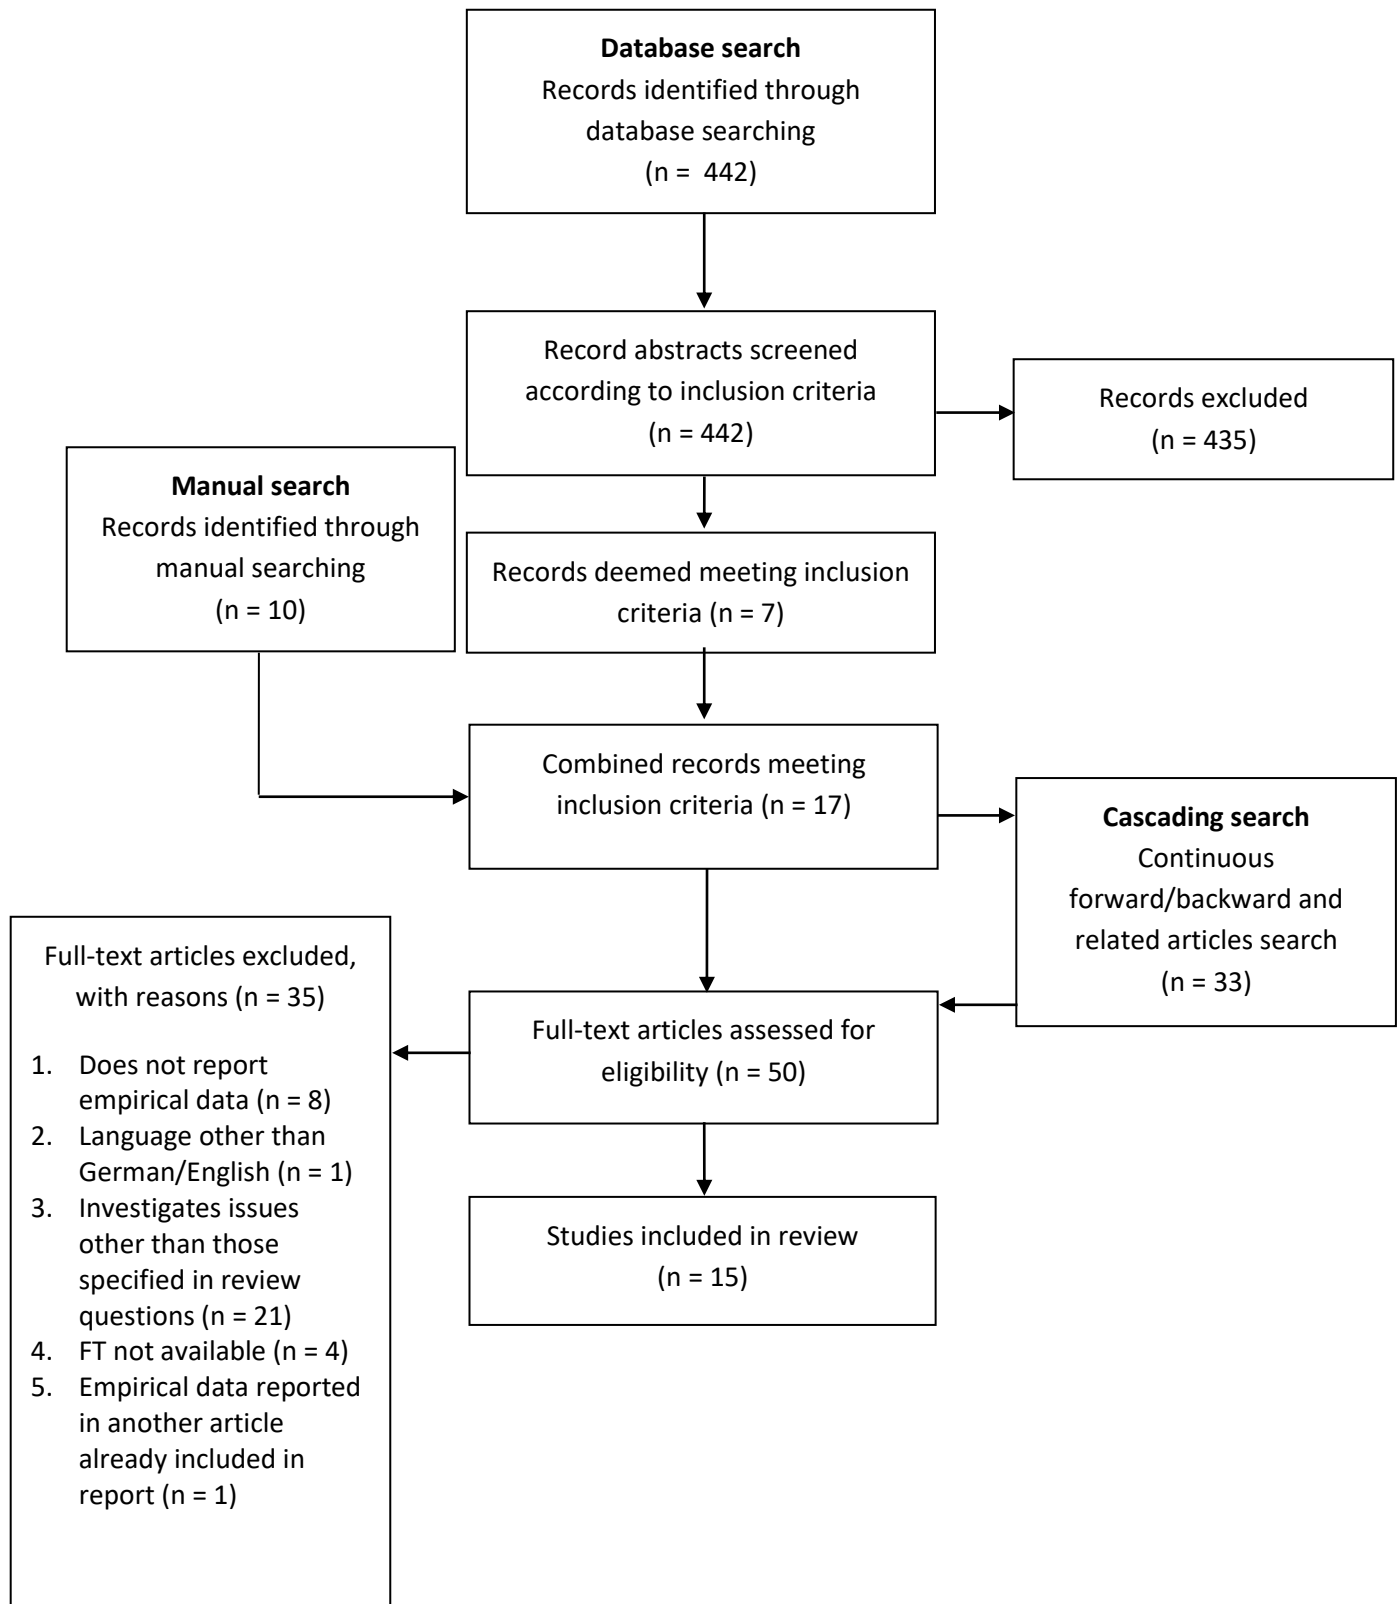 Database search
Records identified through
database searching
(n =  442)
Record abstracts screened
according to inclusion criteria
(n = 442)
Records excluded
(n = 435)
Manual search
Records identified through
manual searching
(n = 10)
Records deemed meeting inclusion
criteria (n = 7)
Combined records meeting
inclusion criteria (n = 17)
Cascading search
Continuous
forward/backward and
related articles search
(n = 33)
Full-text articles assessed for
eligibility (n = 50)
Full-text articles excluded,
with reasons (n = 35)
1. Does not report
empirical data (n = 8)
2. Language other than
German/English (n = 1)
3. Investigates issues
other than those
specified in review
questions (n = 21)
4. FT not available (n = 4)
5. Empirical data reported
in another article
already included in
report (n = 1)
Studies included in review
(n = 15)